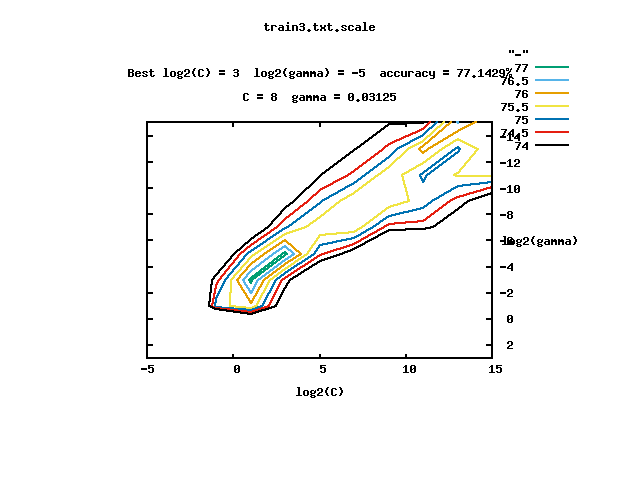 train3.txt.scale
"-"
Best log2(C) = 3  log2(gamma) = -5  accuracy = 77.1429%
77
76.5
C = 8  gamma = 0.03125
76
75.5
75
74.5
74
-14
-12
-10
-8
-6
log2(gamma)
-4
-2
0
2
-5 0 5 10 15
log2(C)